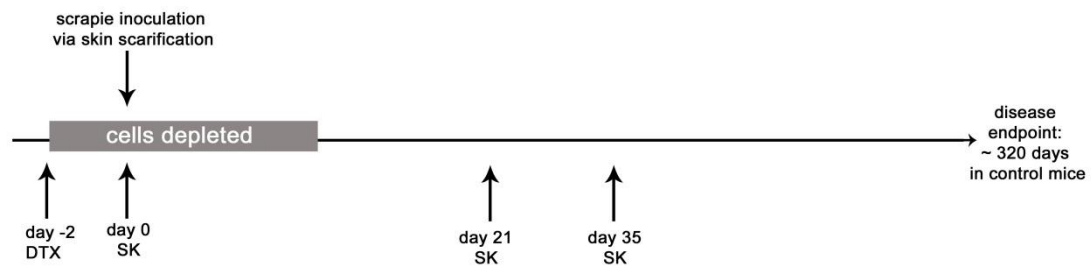 scrapie inoculation
via skin scarification
cells depleted
disease
endpoint:
~ 320 days
in control mice
day -2
DTX
day 0
SK
day 21
SK
day 35
SK